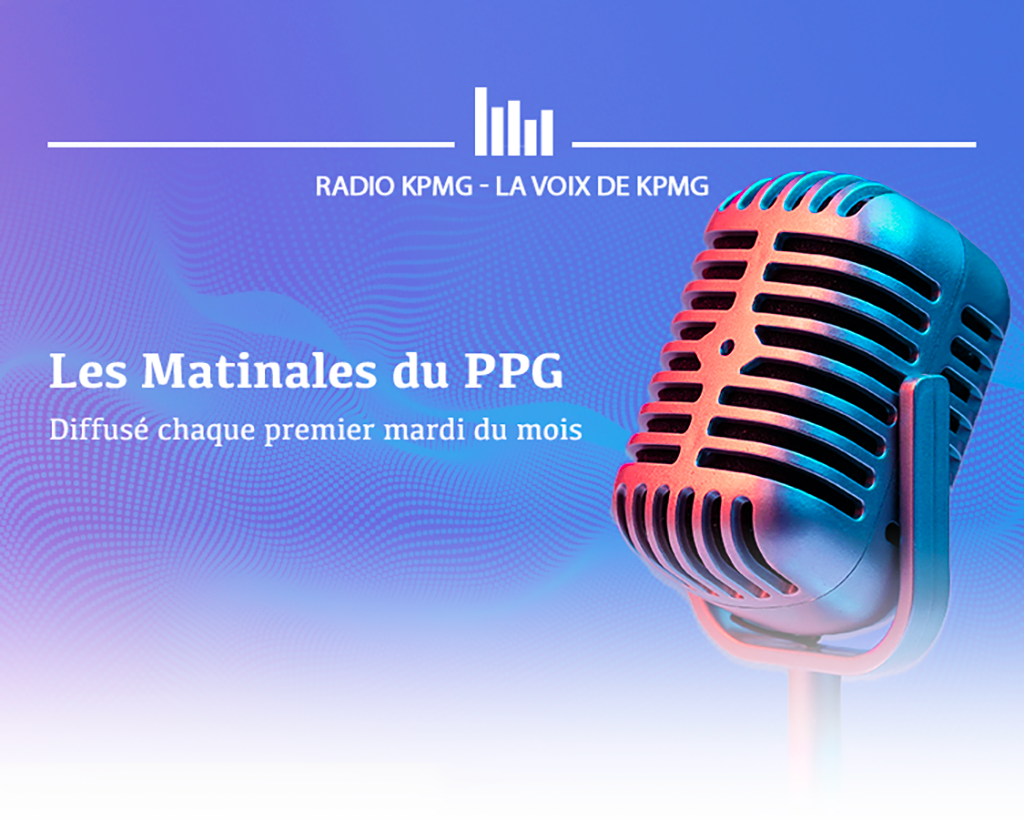 RADIO KPMG - LA VOIX DE KPMG
Les Matinales du PPG
Diffusé chaque premier mardi du mois